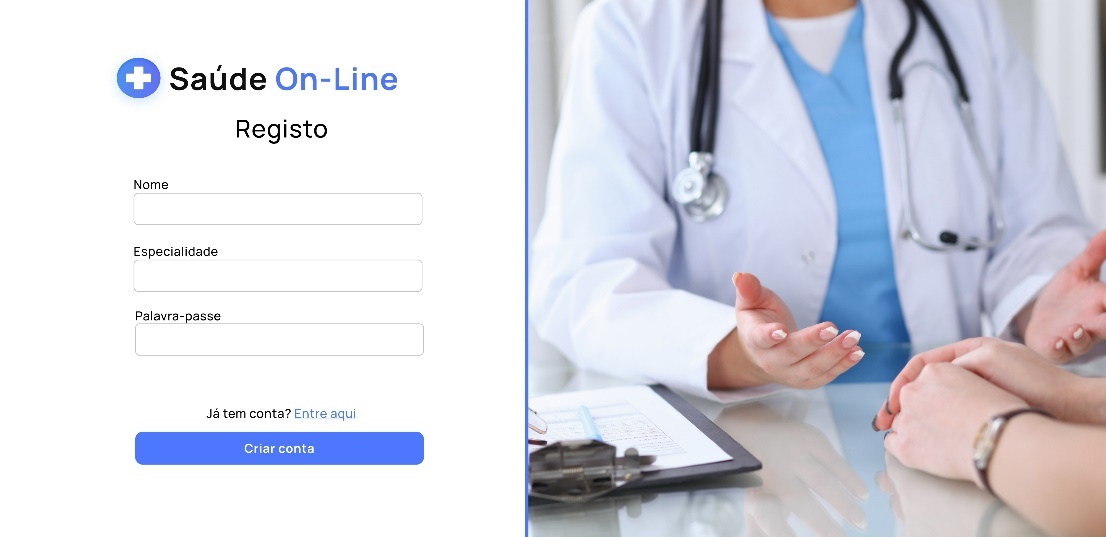 Saúde On-Line
Registo
Nome
Especialidade
Palavra-passe
Já tem conta? Entre aqui
Criar conta